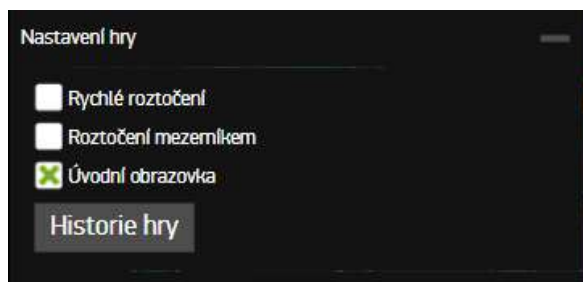 Nastavení hry
Rychlé roztočení
Roztočení mezerníkem
Úvodní obrazovka
Historie hry